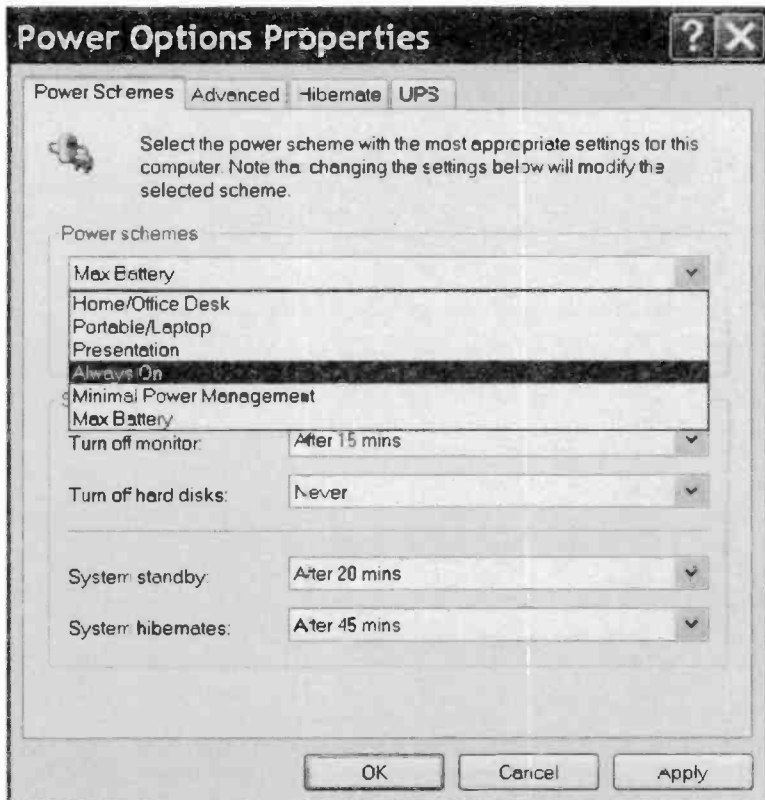 Power Options Properties
Power Schemes Advanced Hibernate UPS
Select the power scheme with the most appropriate settings for this
computer. Note that changing the settings below will modify the
selected scheme.
Power schemes
Max Battery
Home/Office Desk
Portable/Laptop
Presentation
Always On
Minimal Power Management
Max Battery
Turn off monitor: After 15 mins
Turn off hard disks: Never
System standby: After 20 mins
System hibernates: After 45 mins
OK Cancel Apply